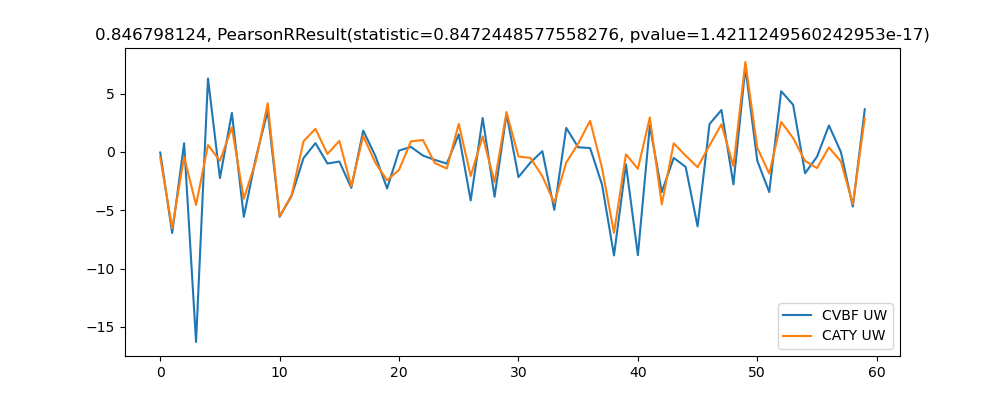 0.846798124, PearsonRResult(statistic=0.8472448577558276, pvalue=1.4211249560242953e-17)
5
0
−5
−10
−15
0 10 20 30 40 50 60
CVBF UW
CATY UW